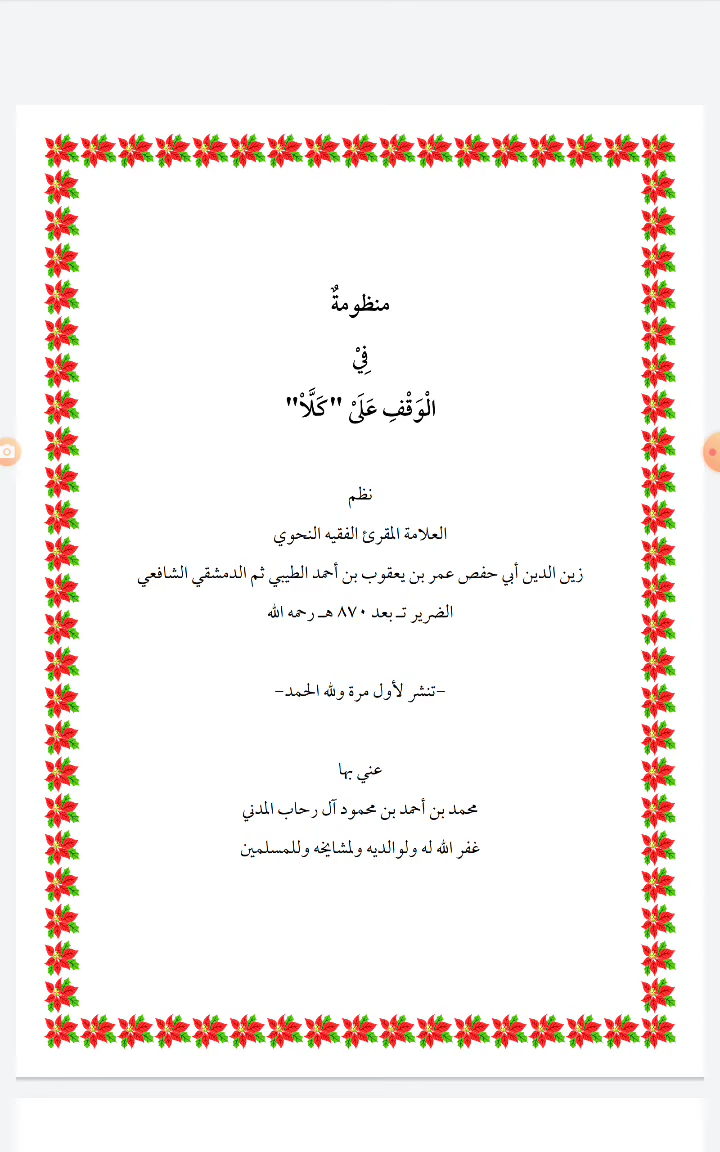 منظومةٌ
فِيْ
الْوَقْفِ عَلَىْ "كَلَّاْ"
نظم
العلامة المقرئ الفقيه النحوي
زين الدين أبي حفص عمر بن يعقوب بن أحمد الطيبي ثم الدمشقي الشافعي
الضرير تـ بعد ٨٧٠ هـ رحمه الله
-تنشر لأول مرة ولله الحمد-
عني بها
محمد بن أحمد بن محمود آل رحاب المدني
غفر الله له ولوالديه ولمشايخه وللمسلمين